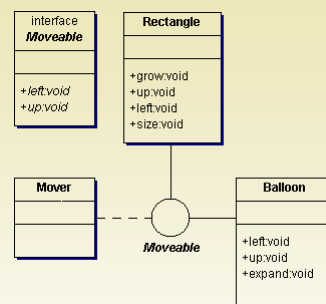 interface
Moveable
+left:void
+up:void
Rectangle
+grow:void
+up:void
+left:void
+size:void
Mover
Moveable
Balloon
+left:void
+up:void
+expand:void